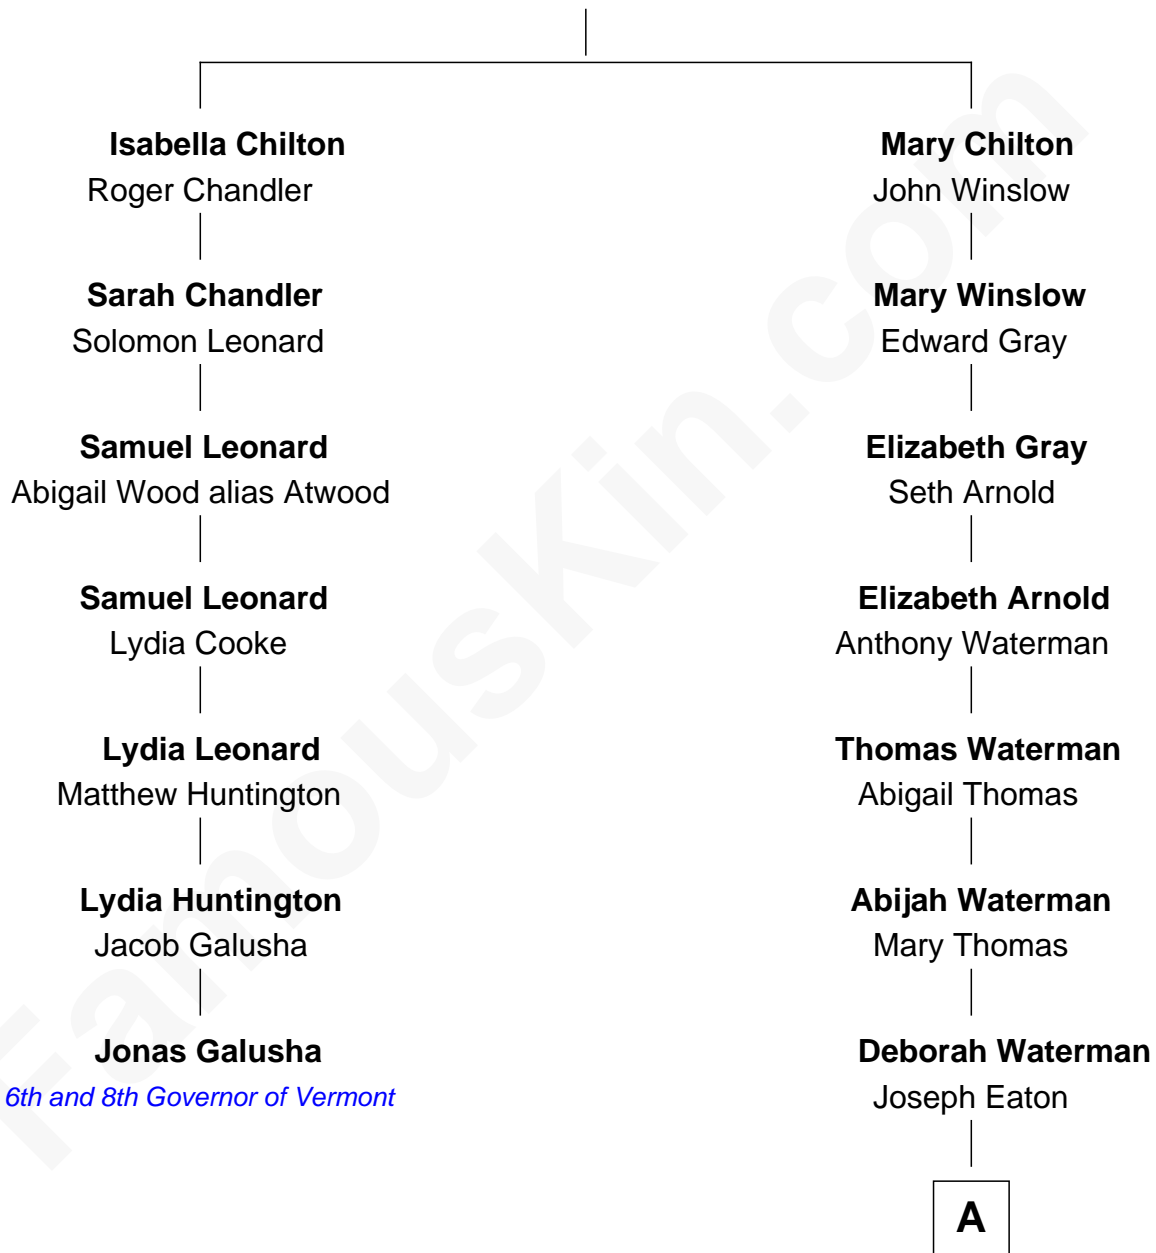 Isabella Chilton
Roger Chandler
Sarah Chandler
Solomon Leonard
Samuel Leonard
Abigail Wood alias Atwood
Samuel Leonard
Lydia Cooke
Lydia Leonard
Matthew Huntington
Lydia Huntington
Jacob Galusha
Jonas Galusha
6th and 8th Governor of Vermont
Mary Chilton
John Winslow
Mary Winslow
Edward Gray
Elizabeth Gray
Seth Arnold
Elizabeth Arnold
Anthony Waterman
Thomas Waterman
Abigail Thomas
Abijah Waterman
Mary Thomas
Deborah Waterman
Joseph Eaton
A
FamousKin.com